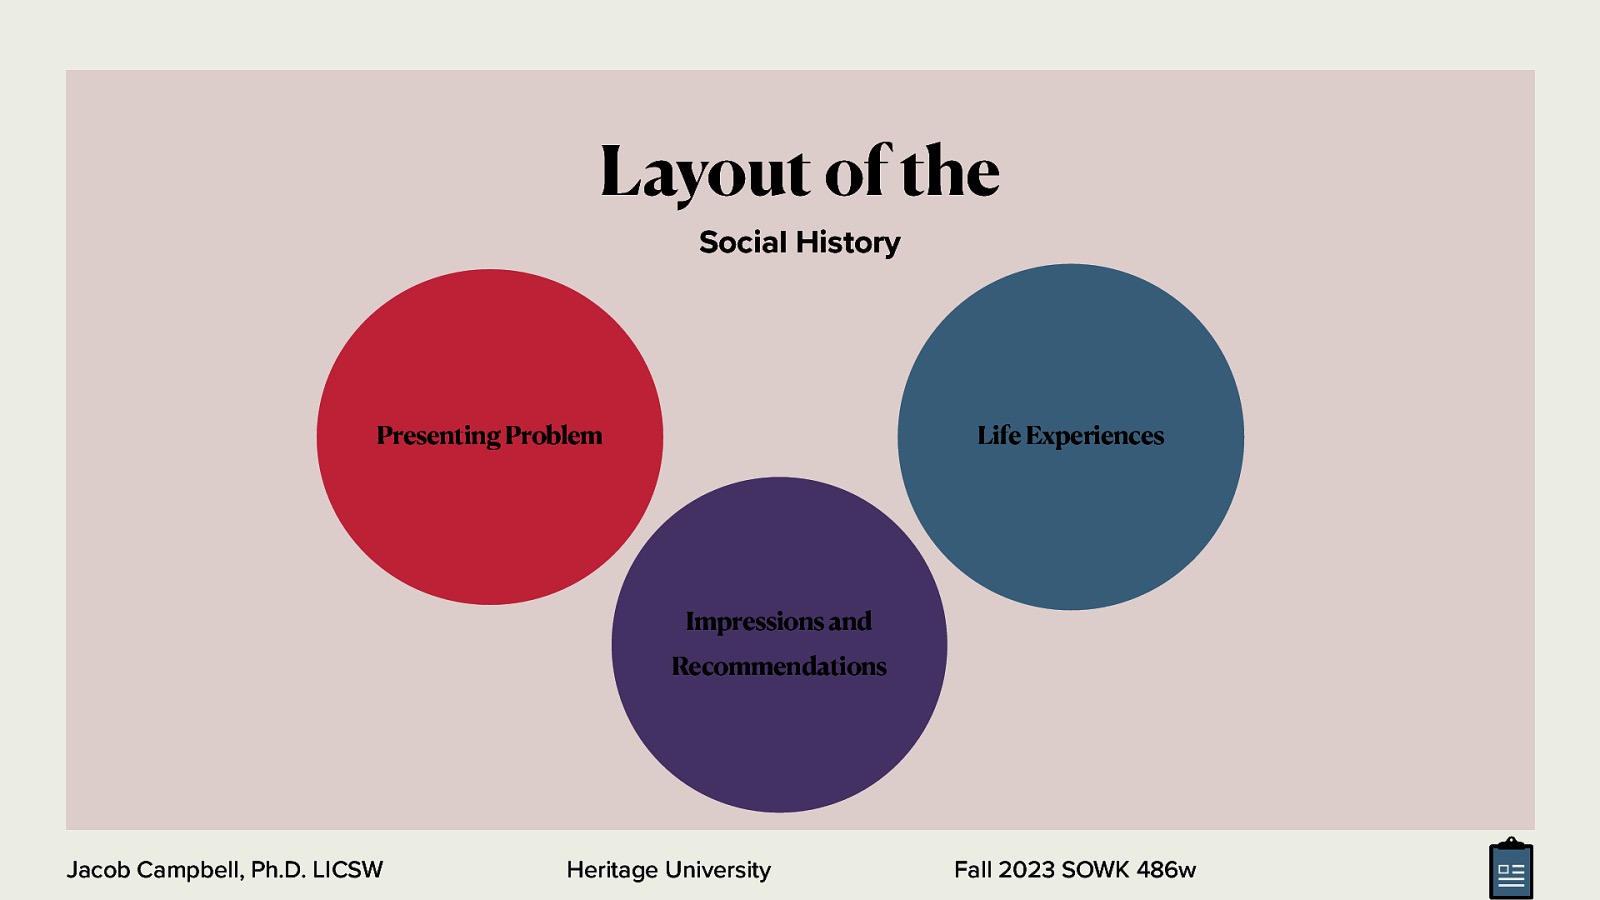 Layout of the
Social History
Presenting Problem
Life Experiences
Impressions and
Recommendations
Jacob Campbell, Ph.D. LICSW
Heritage University
Fall 2023 SOWK 486w